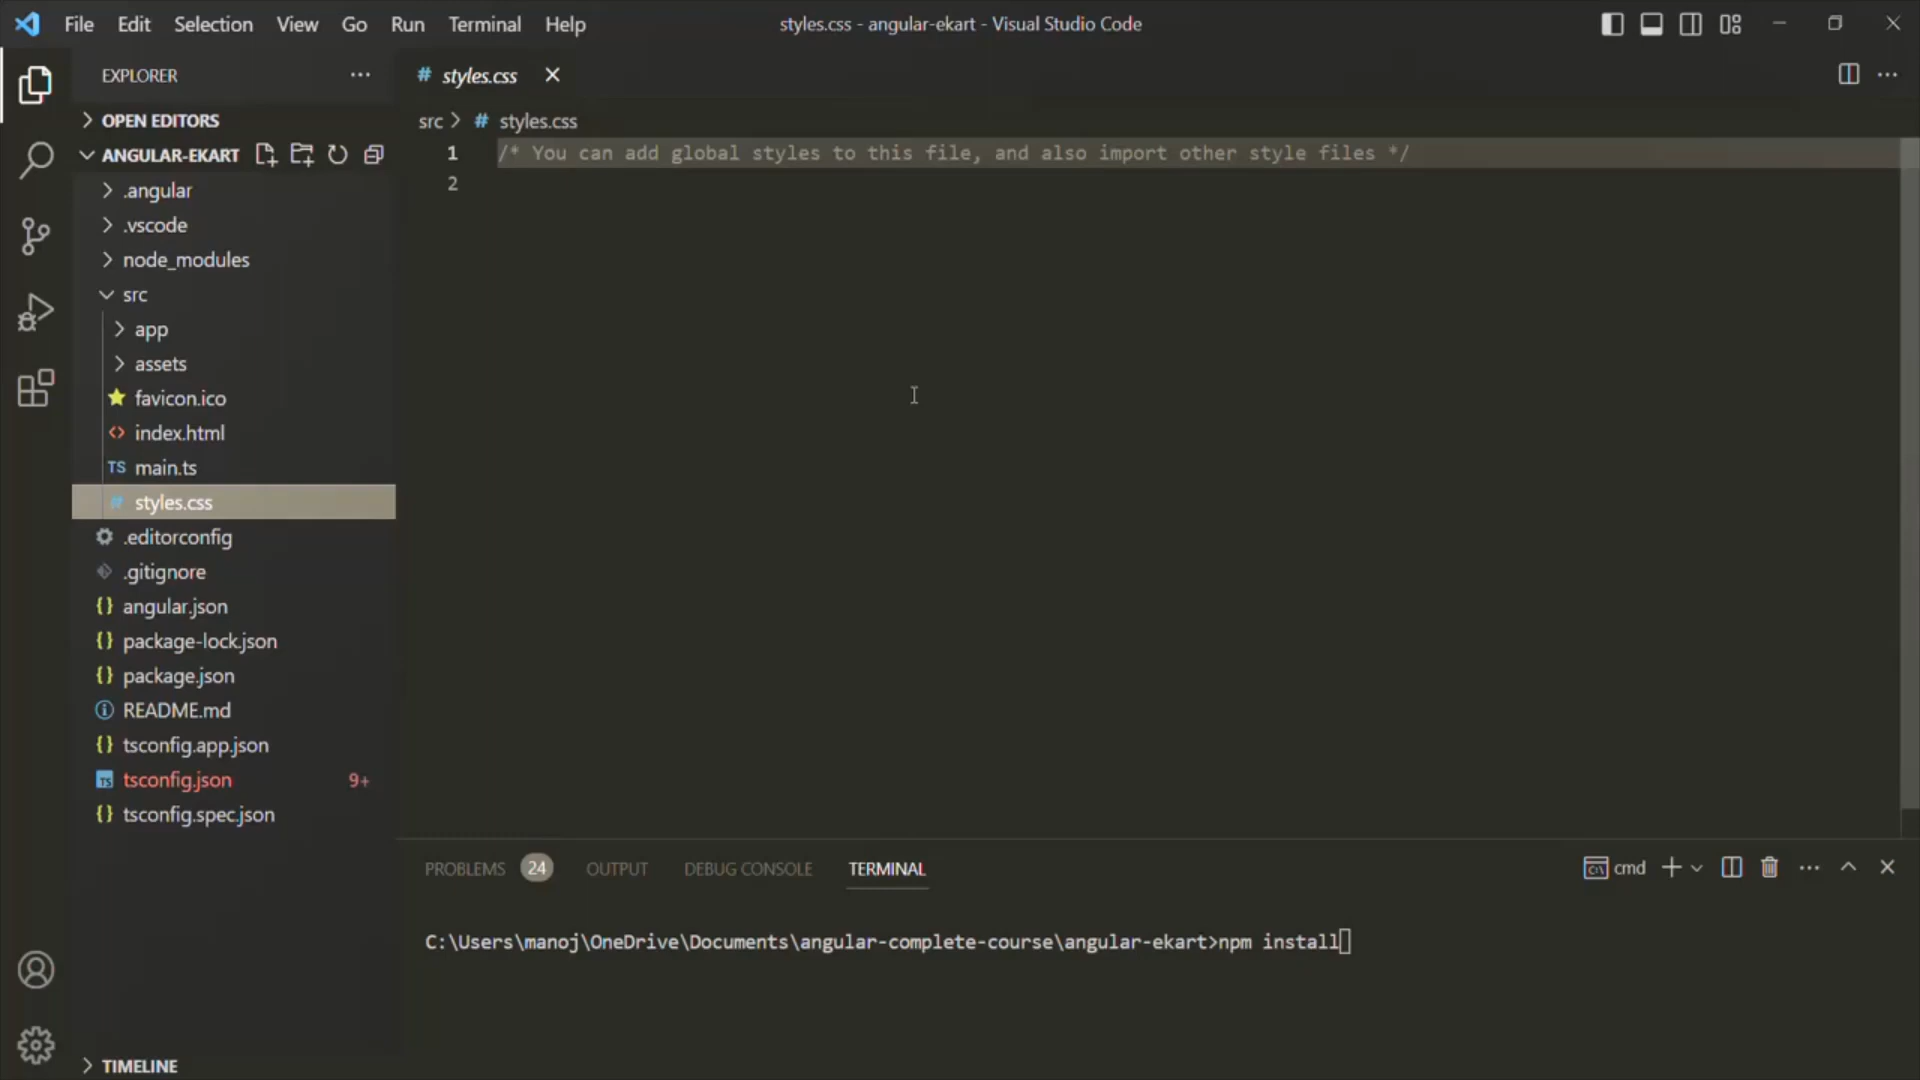 File Edit Selection View Go Run Terminal Help
styles.css - angular-ekart - Visual Studio Code
EXPLORER
OPEN EDITORS
ANGULAR-EKART
.angular
.vscode
node_modules
src
app
assets
favicon.ico
<> index.html
TS main.ts
# styles.css
.editorconfig
.gitignore
{} angular.json
{} package-lock.json
{} package.json
README.md
{} tsconfig.app.json
TS tsconfig.json 9+
{} tsconfig.spec.json
TIMELINE
# styles.css
src > # styles.css
1 /* You can add global styles to this file, and also import other style files */
2
PROBLEMS 24 OUTPUT DEBUG CONSOLE TERMINAL
cmd
C:\Users\manoj\OneDrive\Documents\angular-complete-course\angular-ekart>npm install